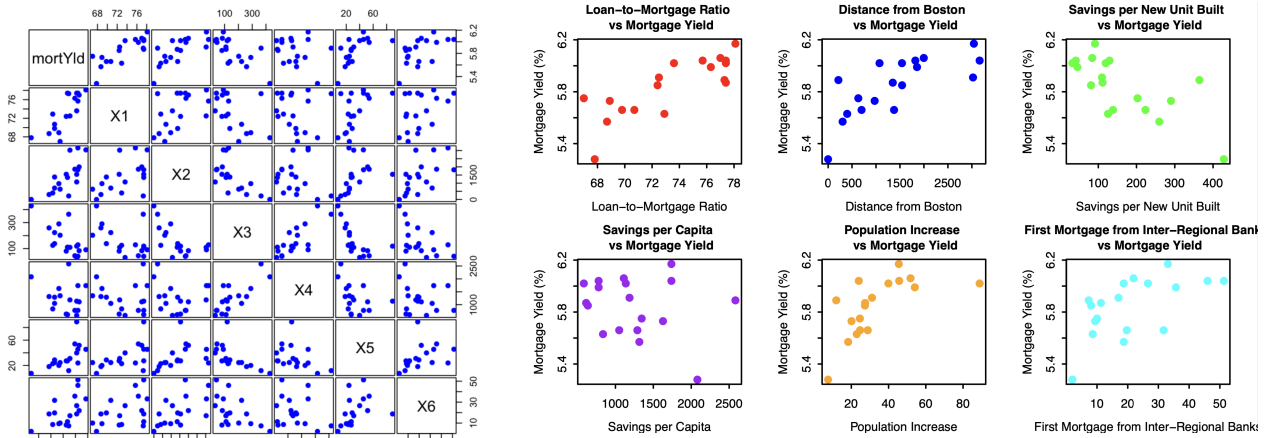 68 72 76
100 300
20 60
mortYld
5.4 5.8 6.2
68 72 76
X1
X2
0 1500
100 300
X3
X4
1000 2500
20 60
X5
X6
10 30 50
Loan−to−Mortgage Ratio
vs Mortgage Yield
Mortgage Yield (%)
5.4 5.8 6.2
68 70 72 74 76 78
Loan−to−Mortgage Ratio
Distance from Boston
vs Mortgage Yield
Mortgage Yield (%)
5.4 5.8 6.2
0 500 1500 2500
Distance from Boston
Savings per New Unit Built
vs Mortgage Yield
Mortgage Yield (%)
5.4 5.8 6.2
100 200 300 400
Savings per New Unit Built
Savings per Capita
vs Mortgage Yield
Mortgage Yield (%)
5.4 5.8 6.2
1000 1500 2000 2500
Savings per Capita
Population Increase
vs Mortgage Yield
Mortgage Yield (%)
5.4 5.8 6.2
20 40 60 80
Population Increase
First Mortgage from Inter−Regional Bank
vs Mortgage Yield
Mortgage Yield (%)
5.4 5.8 6.2
10 20 30 40 50
First Mortgage from Inter−Regional Banks